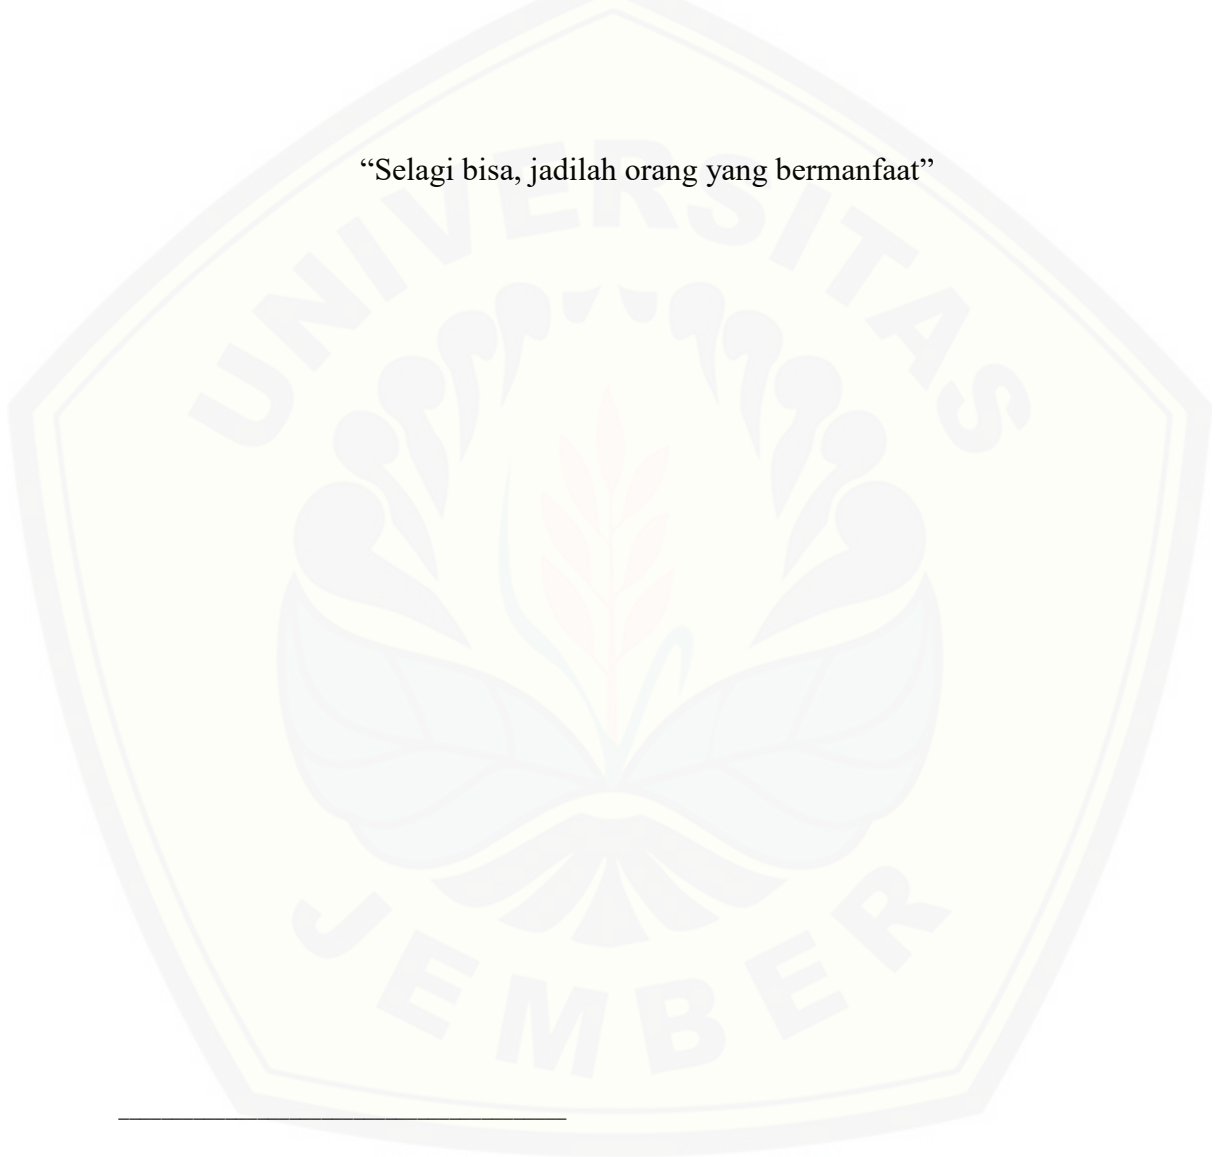 “Selagi bisa, jadilah orang yang bermanfaat”
UNIVERSITAS
JEMBER